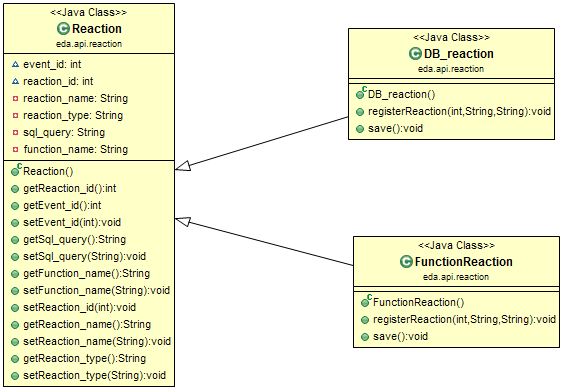 <<Java Class>>
Reaction
eda.api.reaction
event_id: int
reaction_id: int
reaction_name: String
reaction_type: String
sql_query: String
function_name: String
Reaction()
getReaction_id():int
getEvent_id():int
setEvent_id(int):void
getSql_query():String
setSql_query(String):void
getFunction_name():String
setFunction_name(String):void
setReaction_id(int):void
getReaction_name():String
setReaction_name(String):void
getReaction_type():String
setReaction_type(String):void
<<Java Class>>
DB_reaction
eda.api.reaction
DB_reaction()
registerReaction(int,String,String):void
save():void
<<Java Class>>
FunctionReaction
eda.api.reaction
FunctionReaction()
registerReaction(int,String,String):void
save():void